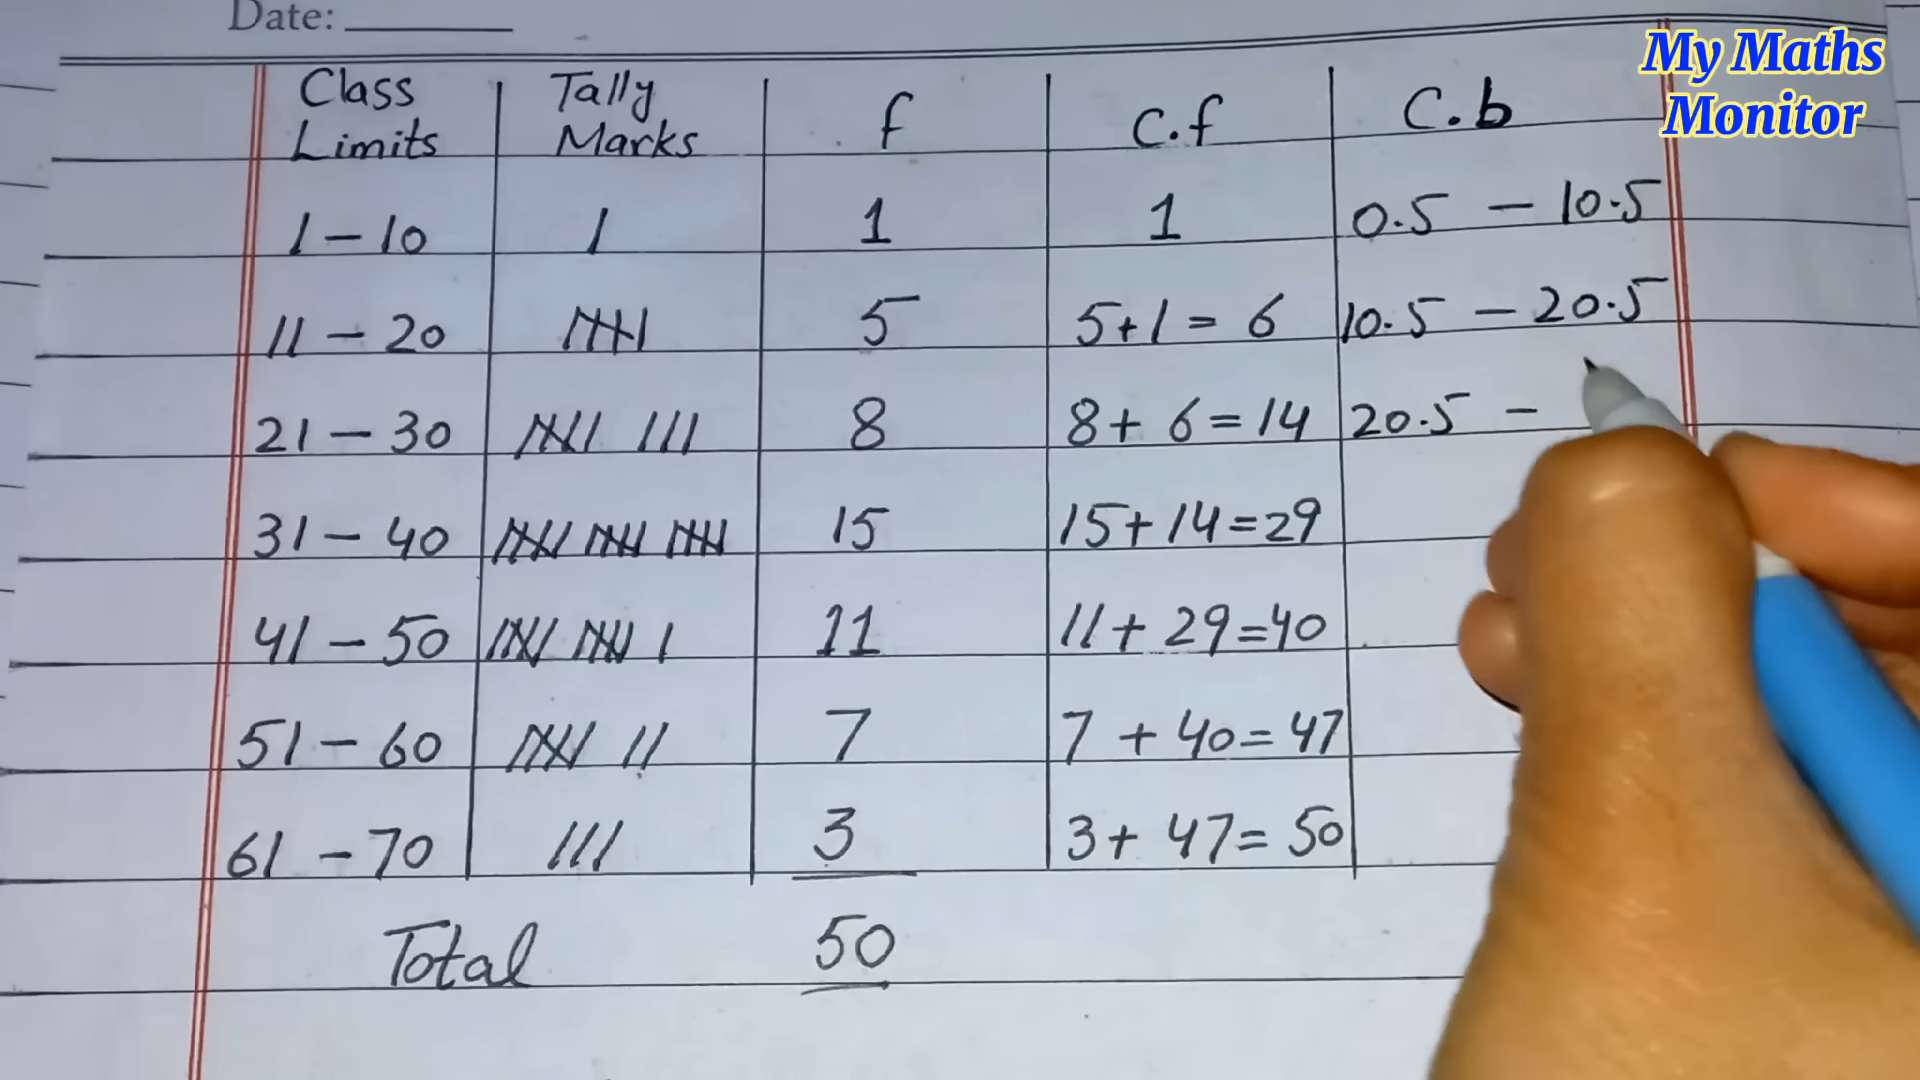 Date:
My Maths
Monitor
Class Limits | Tally Marks | f | C.f | C.b
1 – 10 | | | 1 | 1 | 0.5 – 10.5
11 – 20 | 𝍸 | 5 | 5+1 = 6 | 10.5 – 20.5
21 – 30 | 𝍸 ||| | 8 | 8+ 6 = 14 | 20.5 –
31 – 40 | 𝍸 𝍸 𝍸 | 15 | 15+14=29
41 – 50 | 𝍸 𝍸 | | 11 | 11+ 29=40
51 – 60 | 𝍸 || | 7 | 7 + 40=47
61 – 70 | ||| | 3 | 3+ 47= 50
Total 50